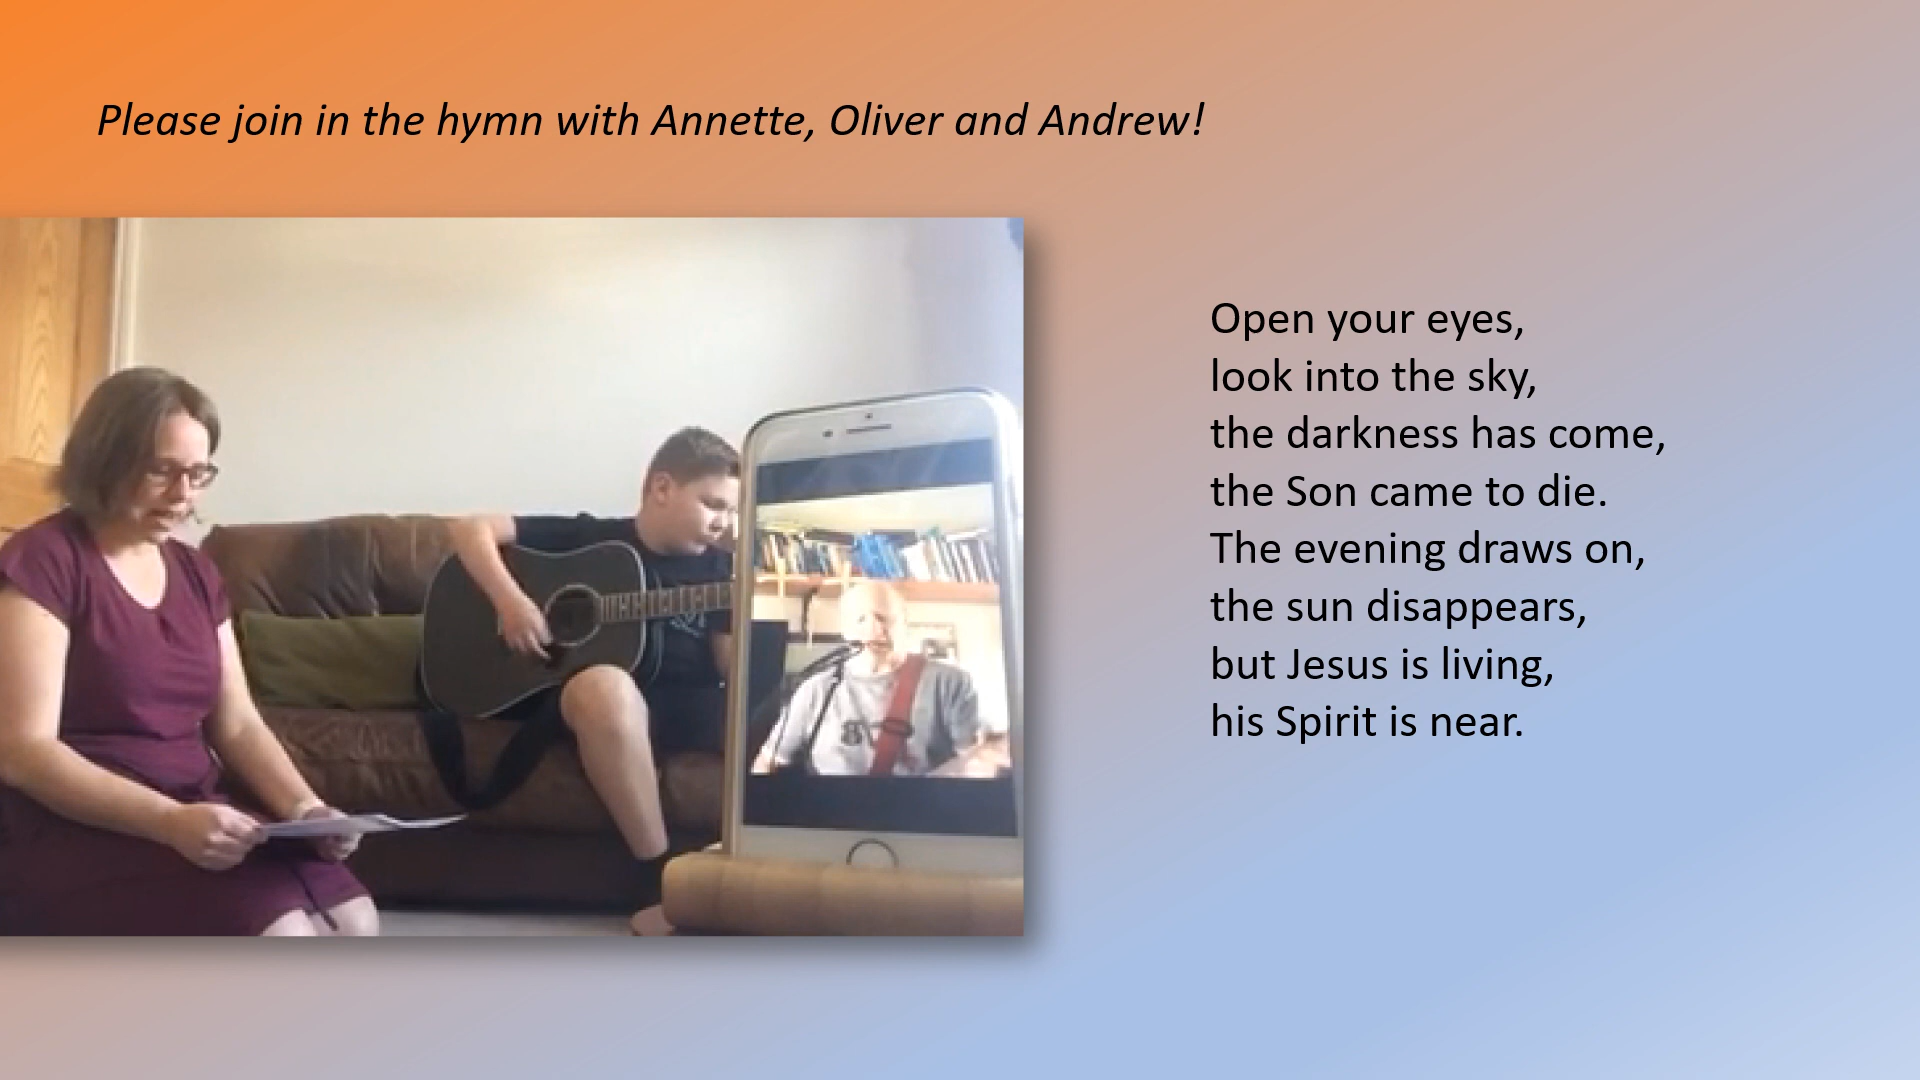 Please join in the hymn with Annette, Oliver and Andrew!
Open your eyes,
look into the sky,
the darkness has come,
the Son came to die.
The evening draws on,
the sun disappears,
but Jesus is living,
his Spirit is near.